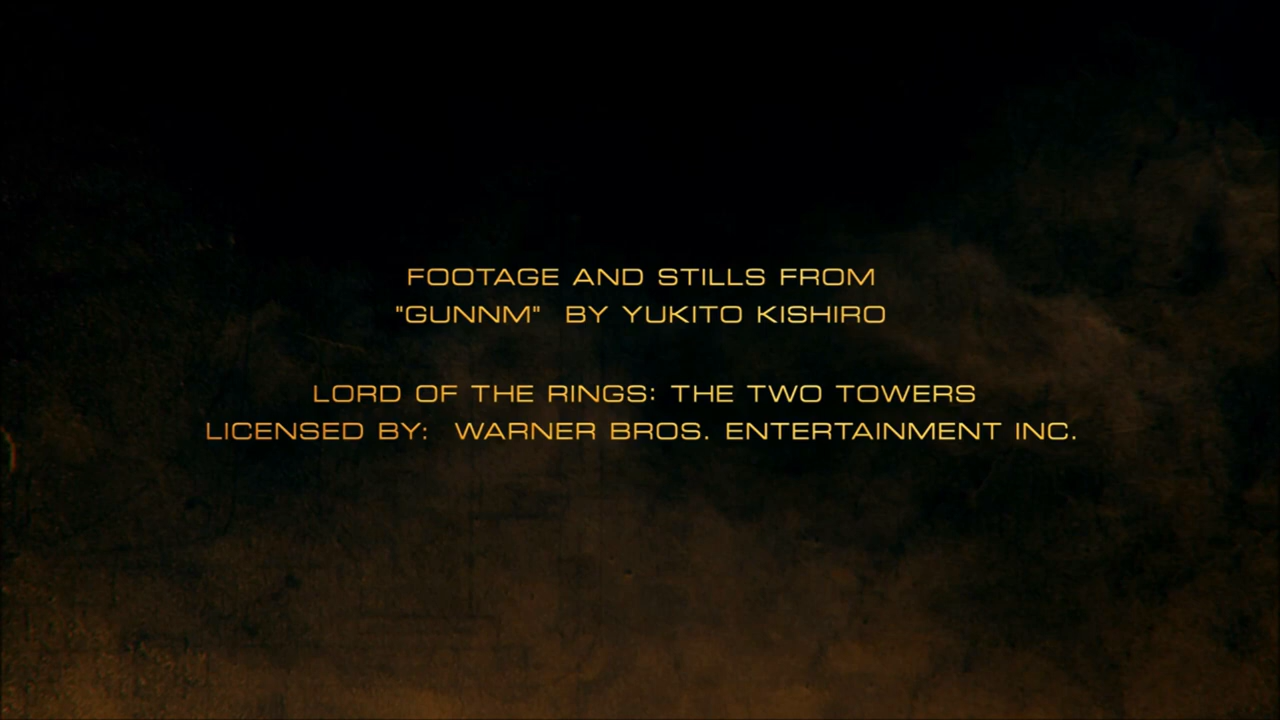 FOOTAGE AND STILLS FROM
"GUNNM" BY YUKITO KISHIRO
LORD OF THE RINGS: THE TWO TOWERS
LICENSED BY: WARNER BROS. ENTERTAINMENT INC.